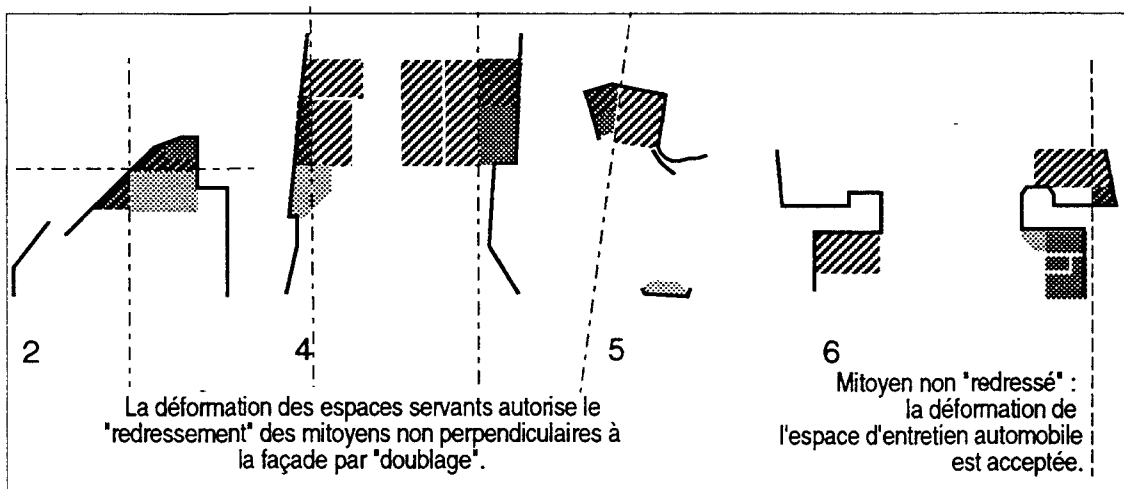 2
4
5
6
La déformation des espaces servants autorise le
"redressement" des mitoyens non perpendiculaires à
la façade par "doublage".
Mitoyen non "redressé" :
la déformation de
l'espace d'entretien automobile
est acceptée.